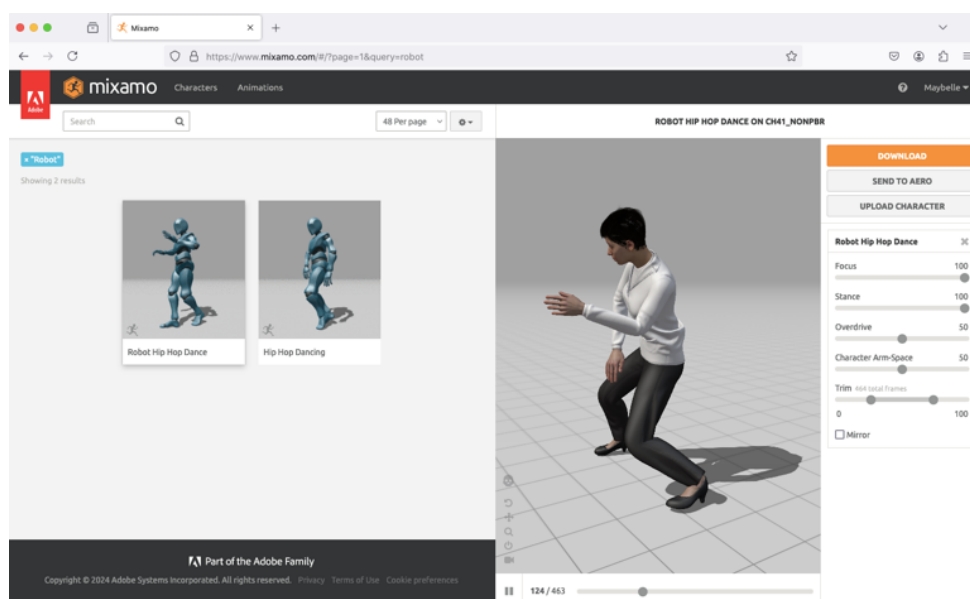 Mixamo
https://www.mixamo.com/#/?page=1&query=robot
Adobe
mixamo
Characters
Animations
Maybelle
Search
48 Per page
ROBOT HIP HOP DANCE ON CH41_NONPBR
× "Robot"
Showing 2 results
Robot Hip Hop Dance
Hip Hop Dancing
DOWNLOAD
SEND TO AERO
UPLOAD CHARACTER
Robot Hip Hop Dance
Focus 100
Stance 100
Overdrive 50
Character Arm-Space 50
Trim 464 total frames
0 100
Mirror
Part of the Adobe Family
Copyright © 2024 Adobe Systems Incorporated. All rights reserved. Privacy Terms of Use Cookie preferences
124 / 463